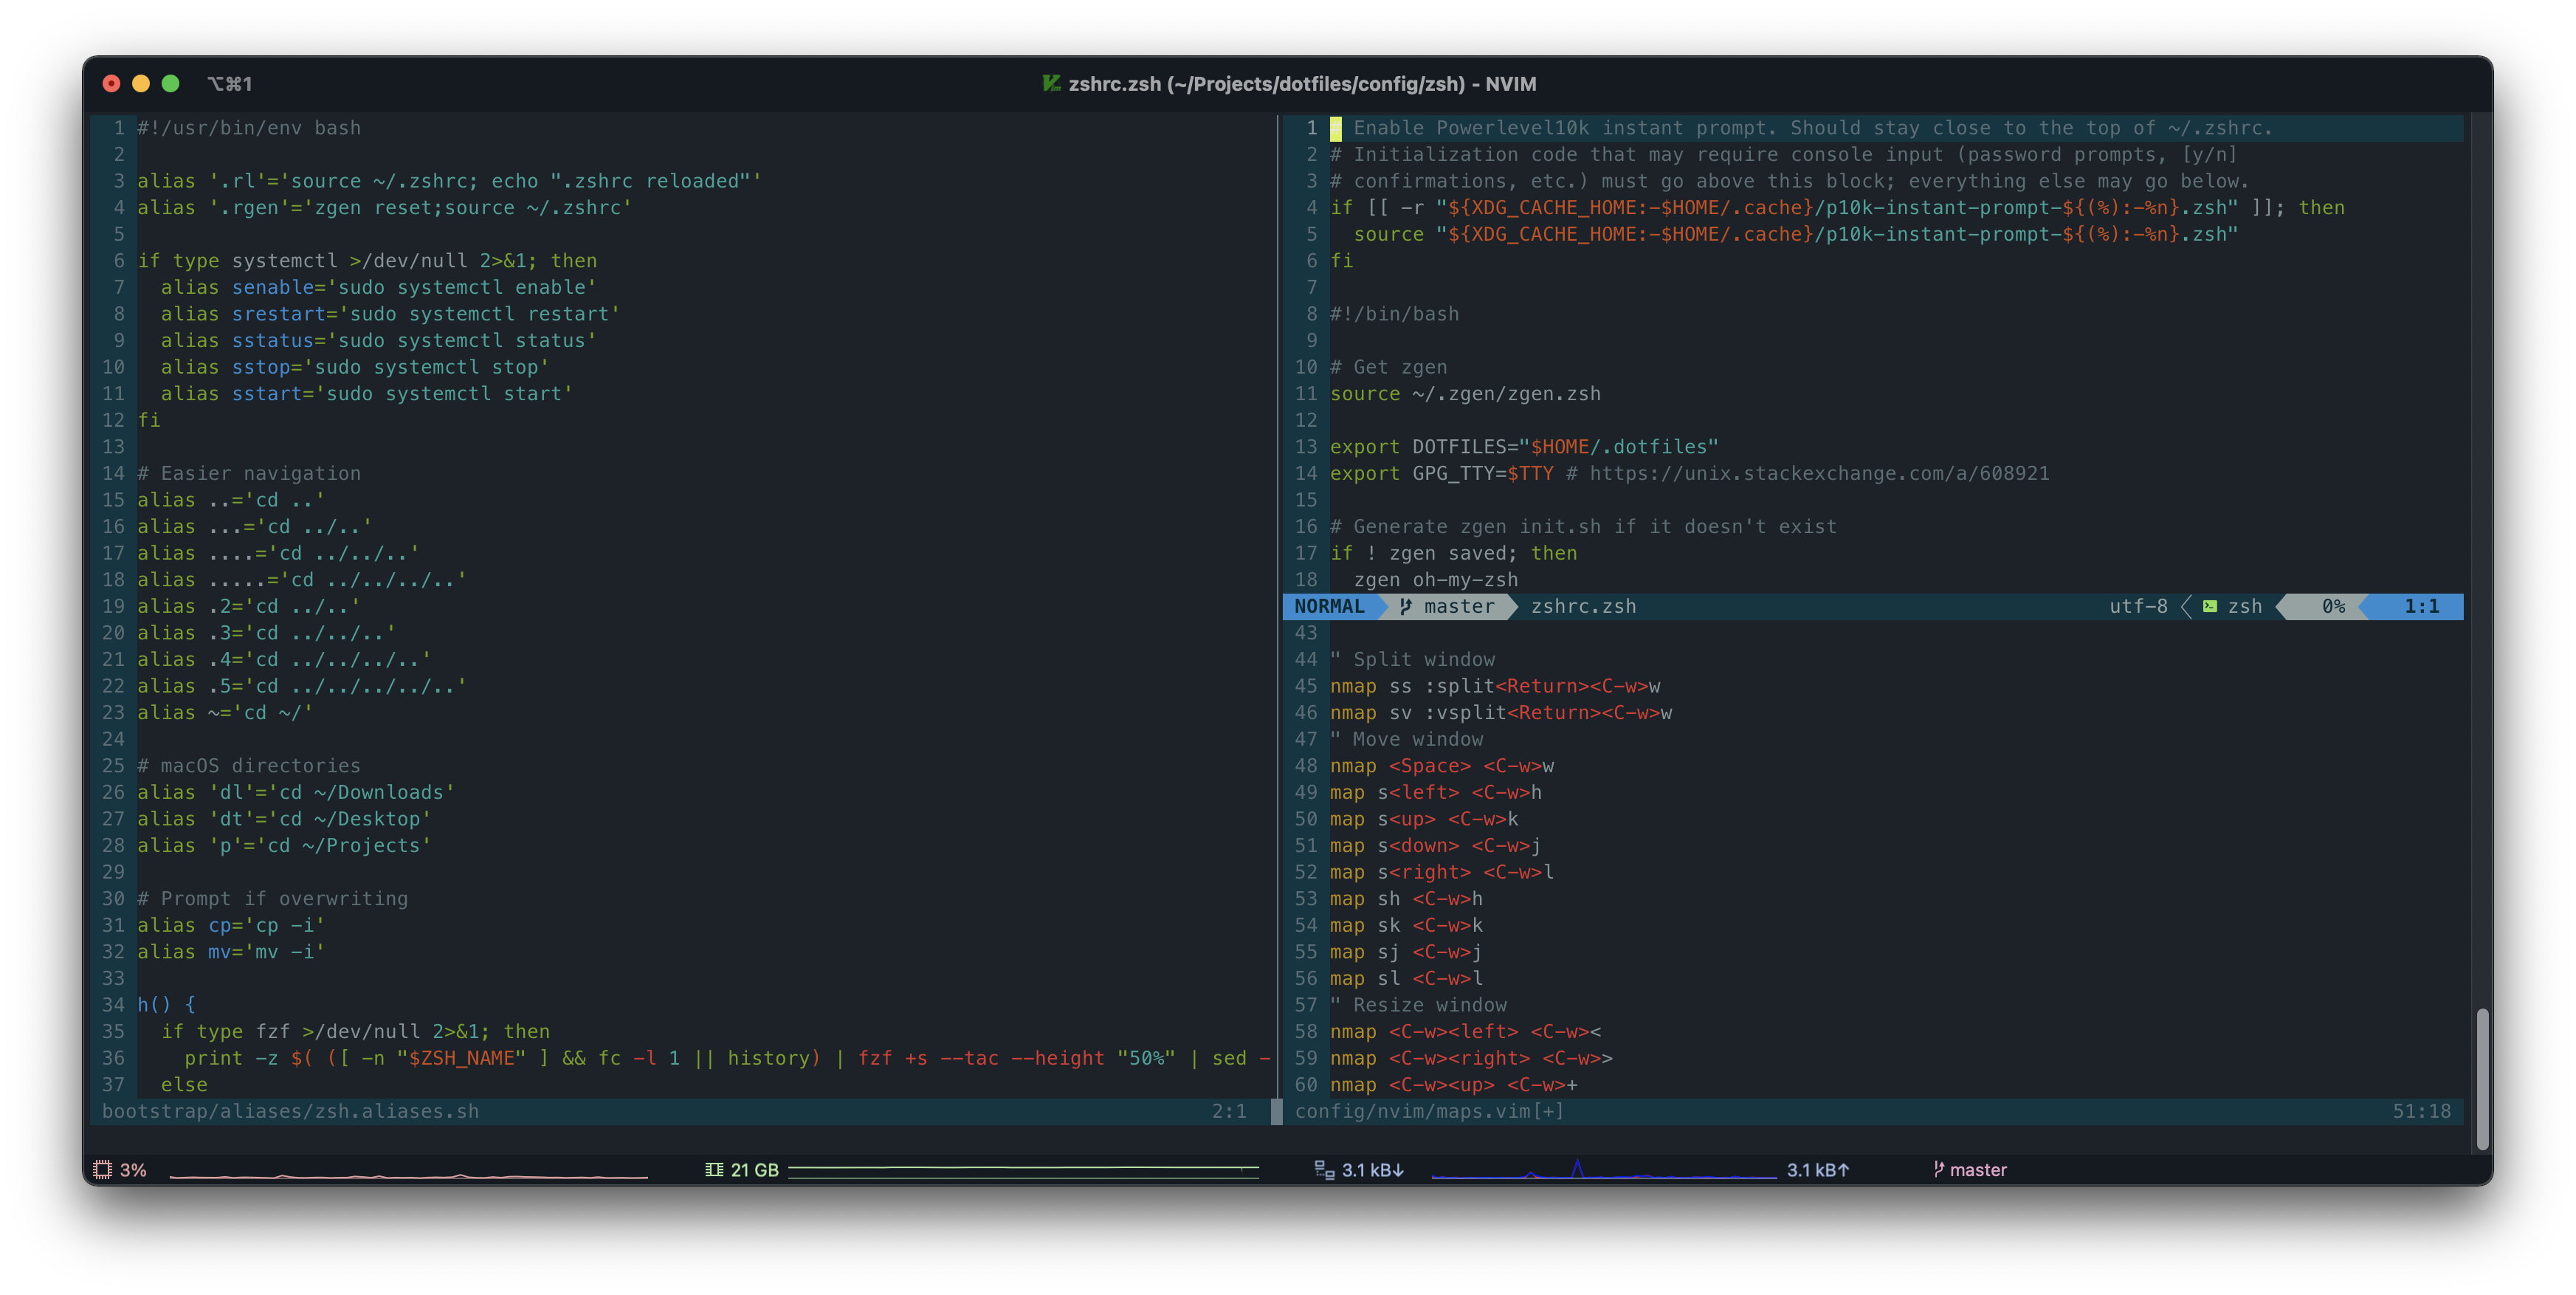 ⌥⌘1
zshrc.zsh (~/Projects/dotfiles/config/zsh) - NVIM
1 #!/usr/bin/env bash
2
3 alias '.rl'='source ~/.zshrc; echo ".zshrc reloaded"'
4 alias '.rgen'='zgen reset;source ~/.zshrc'
5
6 if type systemctl >/dev/null 2>&1; then
7   alias senable='sudo systemctl enable'
8   alias srestart='sudo systemctl restart'
9   alias sstatus='sudo systemctl status'
10   alias sstop='sudo systemctl stop'
11   alias sstart='sudo systemctl start'
12 fi
13
14 # Easier navigation
15 alias ..='cd ..'
16 alias ...='cd ../..'
17 alias ....='cd ../../..'
18 alias .....='cd ../../../..'
19 alias .2='cd ../..'
20 alias .3='cd ../../..'
21 alias .4='cd ../../../..'
22 alias .5='cd ../../../../..'
23 alias ~='cd ~/'
24
25 # macOS directories
26 alias 'dl'='cd ~/Downloads'
27 alias 'dt'='cd ~/Desktop'
28 alias 'p'='cd ~/Projects'
29
30 # Prompt if overwriting
31 alias cp='cp -i'
32 alias mv='mv -i'
33
34 h() {
35   if type fzf >/dev/null 2>&1; then
36     print -z $( ([ -n "$ZSH_NAME" ] && fc -l 1 || history) | fzf +s --tac --height "50%" | sed -
37   else
bootstrap/aliases/zsh.aliases.sh 2:1
1 # Enable Powerlevel10k instant prompt. Should stay close to the top of ~/.zshrc.
2 # Initialization code that may require console input (password prompts, [y/n]
3 # confirmations, etc.) must go above this block; everything else may go below.
4 if [[ -r "${XDG_CACHE_HOME:-$HOME/.cache}/p10k-instant-prompt-${(%):-%n}.zsh" ]]; then
5   source "${XDG_CACHE_HOME:-$HOME/.cache}/p10k-instant-prompt-${(%):-%n}.zsh"
6 fi
7
8 #!/bin/bash
9
10 # Get zgen
11 source ~/.zgen/zgen.zsh
12
13 export DOTFILES="$HOME/.dotfiles"
14 export GPG_TTY=$TTY # https://unix.stackexchange.com/a/608921
15
16 # Generate zgen init.sh if it doesn't exist
17 if ! zgen saved; then
18   zgen oh-my-zsh
NORMAL master zshrc.zsh utf-8 zsh 0% 1:1
43
44 " Split window
45 nmap ss :split<Return><C-w>w
46 nmap sv :vsplit<Return><C-w>w
47 " Move window
48 nmap <Space> <C-w>w
49 map s<left> <C-w>h
50 map s<up> <C-w>k
51 map s<down> <C-w>j
52 map s<right> <C-w>l
53 map sh <C-w>h
54 map sk <C-w>k
55 map sj <C-w>j
56 map sl <C-w>l
57 " Resize window
58 nmap <C-w><left> <C-w><
59 nmap <C-w><right> <C-w>>
60 nmap <C-w><up> <C-w>+
config/nvim/maps.vim[+] 51:18
3% 21 GB 3.1 kB↓ 3.1 kB↑ master